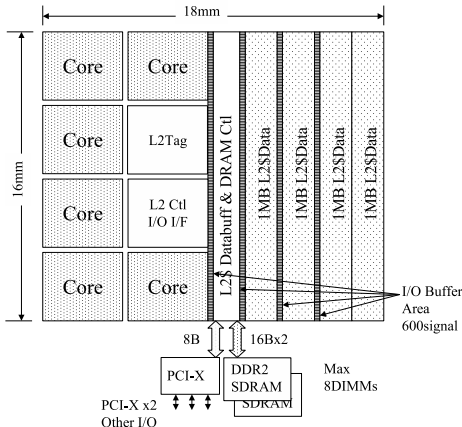 18mm
16mm
Core
Core
Core
L2Tag
Core
L2 Ctl
I/O I/F
Core
Core
L2$ Databuff & DRAM Ctl
1MB L2$Data
1MB L2$Data
1MB L2$Data
1MB L2$Data
I/O Buffer
Area
600signal
8B
16Bx2
PCI-X
DDR2
SDRAM
SDRAM
Max
8DIMMs
PCI-X x2
Other I/O